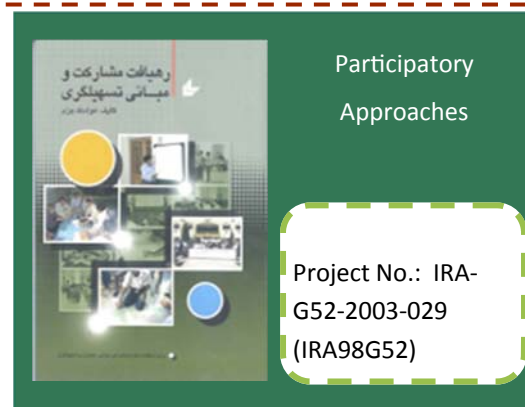 رهیافت مشارکت و
مبانی تسهیلگری
Participatory
Approaches
Project No.: IRA-
G52-2003-029
(IRA98G52)